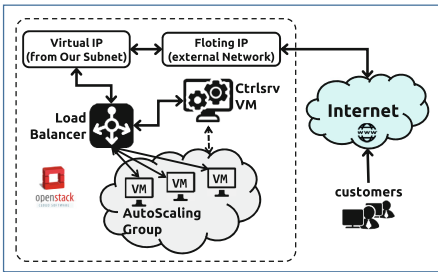 Virtual IP
(from Our Subnet)
Floting IP
(external Network)
Ctrlsrv
VM
Load
Balancer
Internet
WWW
VM
VM
VM
AutoScaling
Group
openstack
customers